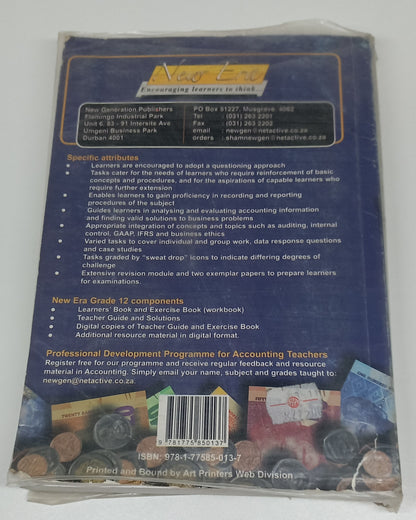 New Era
Encouraging learners to think...
New Generation Publishers
Flamingo Industrial Park
Unit 6, 83 - 91 Intersite Ave
Umgeni Business Park
Durban 4001
PO Box 51227, Musgrave, 4062
Tel : (031) 263 2201
Fax : (031) 263 2202
email : newgen@netactive.co.za
orders : shamnewgen@netactive.co.za
Specific attributes
• Learners are encouraged to adopt a questioning approach
• Tasks cater for the needs of learners who require reinforcement of basic
concepts and procedures, and for the aspirations of capable learners who
require further extension
• Enables learners to gain proficiency in recording and reporting
procedures of the subject
• Guides learners in analysing and evaluating accounting information
and finding valid solutions to business problems
• Appropriate integration of concepts and topics such as auditing, internal
control, GAAP, IFRS and business ethics
• Varied tasks to cover individual and group work, data response questions
and case studies
• Tasks graded by "sweat drop" icons to indicate differing degrees of
challenge
• Extensive revision module and two exemplar papers to prepare learners
for examinations.
New Era Grade 12 components
• Learners' Book and Exercise Book (workbook)
• Teacher Guide and Solutions
• Digital copies of Teacher Guide and Exercise Book
• Additional resource material in digital format.
Professional Development Programme for Accounting Teachers
Register free for our programme and receive regular feedback and resource
material in Accounting. Simply email your name, subject and grades taught to:
newgen@netactive.co.za.
TWENTY RAND
9 781775 850137
ISBN: 978-1-77585-013-7
Printed and Bound by Art Printers Web Division